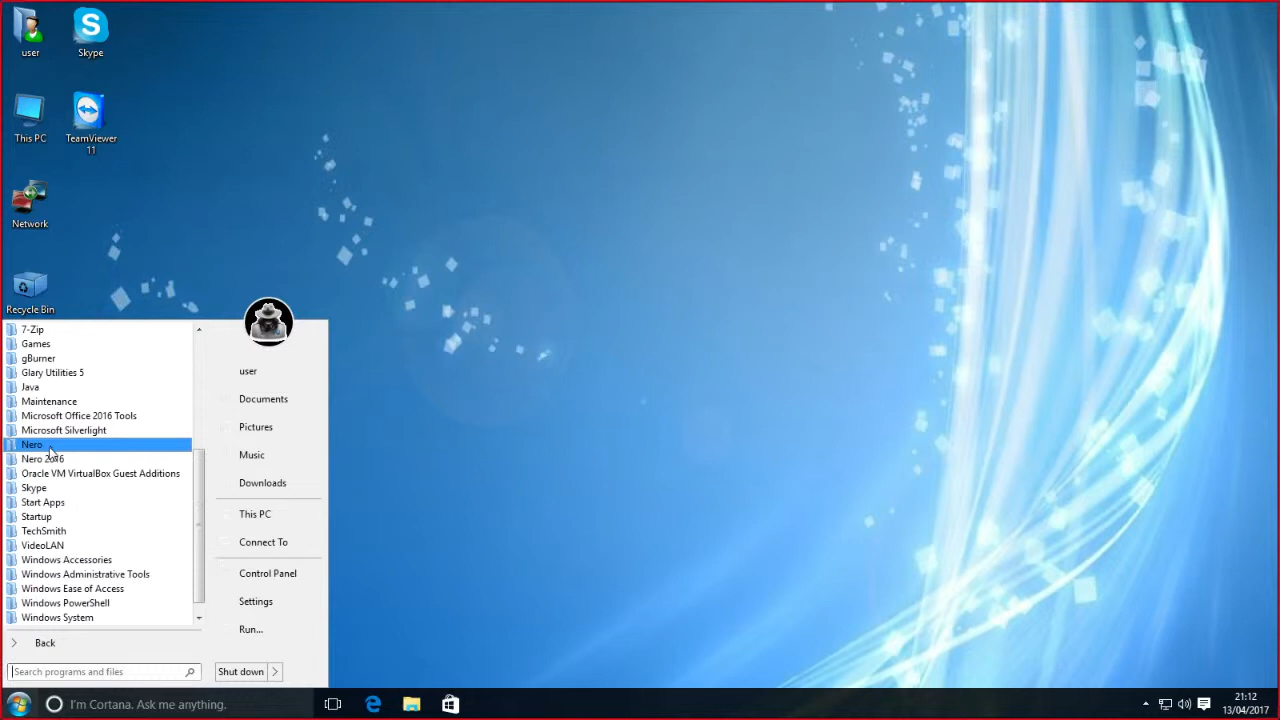 user
Skype
This PC
TeamViewer
11
Network
Recycle Bin
7-Zip
Games
gBurner
Glary Utilities 5
Java
Maintenance
Microsoft Office 2016 Tools
Microsoft Silverlight
Nero
Nero 2016
Oracle VM VirtualBox Guest Additions
Skype
Start Apps
Startup
TechSmith
VideoLAN
Windows Accessories
Windows Administrative Tools
Windows Ease of Access
Windows PowerShell
Windows System
Back
Search programs and files
user
Documents
Pictures
Music
Downloads
This PC
Connect To
Control Panel
Settings
Run...
Shut down
I'm Cortana. Ask me anything.
21:12
13/04/2017